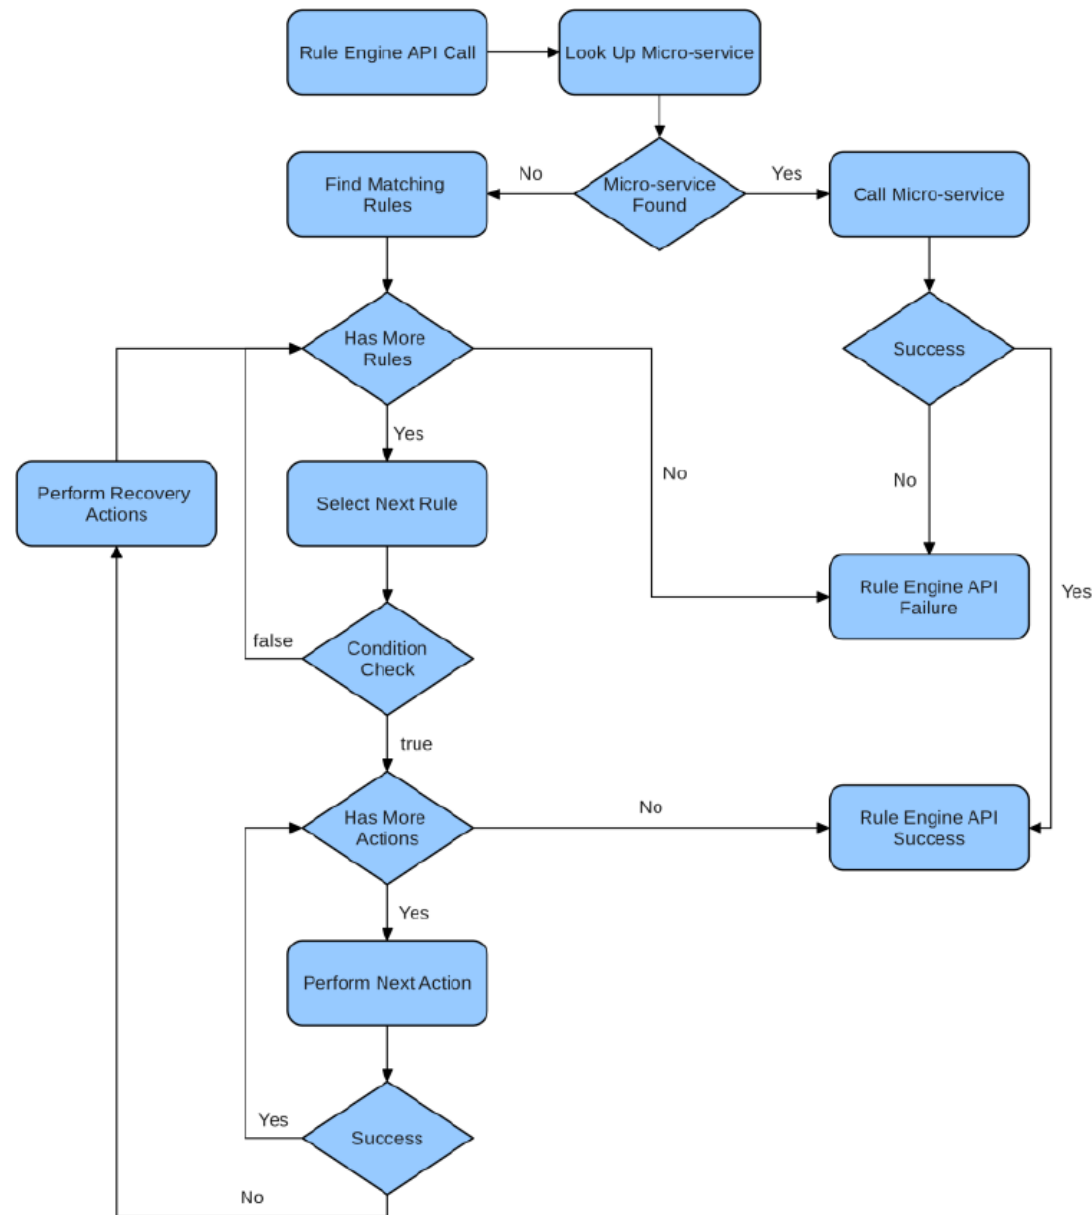 Rule Engine API Call
Look Up Micro-service
Find Matching
Rules
No
Micro-service
Found
Yes
Call Micro-service
Has More
Rules
Success
Yes
Perform Recovery
Actions
Select Next Rule
No
No
Rule Engine API
Failure
Yes
false
Condition
Check
true
Has More
Actions
No
Rule Engine API
Success
Yes
Perform Next Action
Yes
Success
No